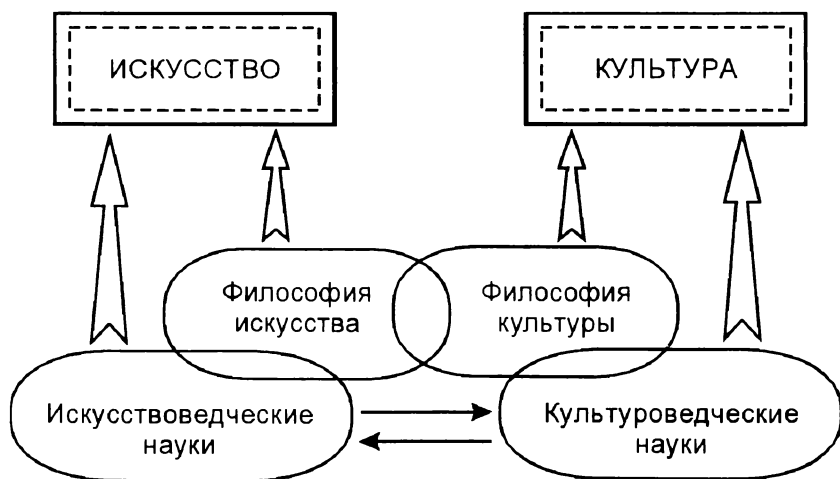 ИСКУССТВО
КУЛЬТУРА
Философия
искусства
Философия
культуры
Искусствоведческие
науки
Культуроведческие
науки